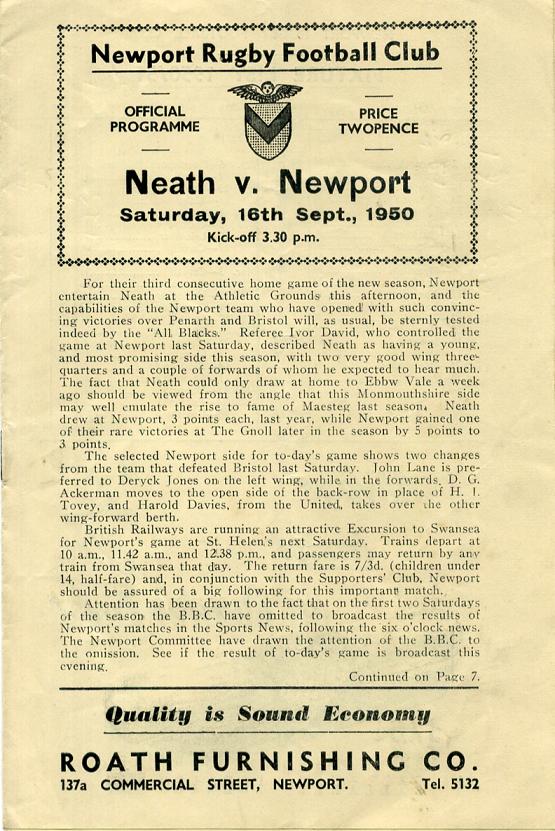 Newport Rugby Football Club
OFFICIAL
PROGRAMME
PRICE
TWOPENCE
Neath v. Newport
Saturday, 16th Sept., 1950
Kick-off 3.30 p.m.
For their third consecutive home game of the new season, Newport
entertain Neath at the Athletic Grounds this afternoon, and the
capabilities of the Newport team who have opened with such convinc-
ing victories over Penarth and Bristol will, as usual, be sternly tested
indeed by the "All Blacks." Referee Ivor David, who controlled the
game at Newport last Saturday, described Neath as having a young,
and most promising side this season, with two very good wing three-
quarters and a couple of forwards of whom he expected to hear much.
The fact that Neath could only draw at home to Ebbw Vale a week
ago should be viewed from the angle that this Monmouthshire side
may well emulate the rise to fame of Maesteg last season. Neath
drew at Newport, 3 points each, last year, while Newport gained one
of their rare victories at The Gnoll later in the season by 5 points to
3 points.
The selected Newport side for to-day's game shows two changes
from the team that defeated Bristol last Saturday. John Lane is pre-
ferred to Deryck Jones on the left wing, while in the forwards, D. G.
Ackerman moves to the open side of the back-row in place of H. J.
Tovey, and Harold Davies, from the United, takes over the other
wing-forward berth.
British Railways are running an attractive Excursion to Swansea
for Newport's game at St. Helen's next Saturday. Trains depart at
10 a.m., 11.42 a.m., and 12.38 p.m., and passengers may return by any
train from Swansea that day. The return fare is 7/3d. (children under
14, half-fare) and, in conjunction with the Supporters' Club, Newport
should be assured of a big following for this important match.
Attention has been drawn to the fact that on the first two Saturdays
of the season the B.B.C. have omitted to broadcast the results of
Newport's matches in the Sports News, following the six o'clock news.
The Newport Committee have drawn the attention of the B.B.C. to
the omission. See if the result of to-day's game is broadcast this
evening.
Continued on Page 7.
Quality is Sound Economy
ROATH FURNISHING CO.
137a COMMERCIAL STREET, NEWPORT. Tel. 5132